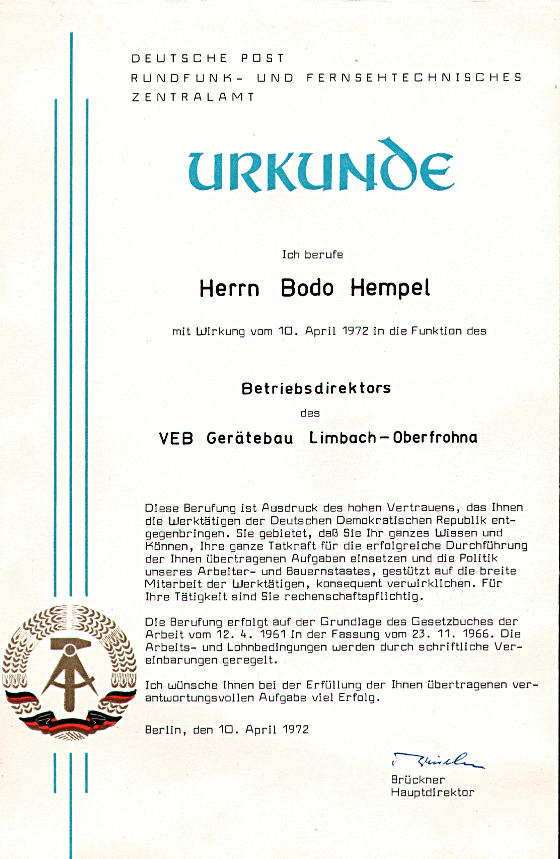 DEUTSCHE POST
RUNDFUNK- UND FERNSEHTECHNISCHES
ZENTRALAMT
URKUNDE
Ich berufe
Herrn Bodo Hempel
mit Wirkung vom 10. April 1972 in die Funktion des
Betriebsdirektors
des
VEB Gerätebau Limbach-Oberfrohna
Diese Berufung ist Ausdruck des hohen Vertrauens, das Ihnen
die Werktätigen der Deutschen Demokratischen Republik ent-
gegenbringen. Sie gebietet, daß Sie Ihr ganzes Wissen und
Können, Ihre ganze Tatkraft für die erfolgreiche Durchführung
der Ihnen übertragenen Aufgaben einsetzen und die Politik
unseres Arbeiter- und Bauernstaates, gestützt auf die breite
Mitarbeit der Werktätigen, konsequent verwirklichen. Für
Ihre Tätigkeit sind Sie rechenschaftspflichtig.
Die Berufung erfolgt auf der Grundlage des Gesetzbuches der
Arbeit vom 12. 4. 1961 in der Fassung vom 23. 11. 1966. Die
Arbeits- und Lohnbedingungen werden durch schriftliche Ver-
einbarungen geregelt.
Ich wünsche Ihnen bei der Erfüllung der Ihnen übertragenen ver-
antwortungsvollen Aufgabe viel Erfolg.
Berlin, den 10. April 1972
Brückner
Hauptdirektor